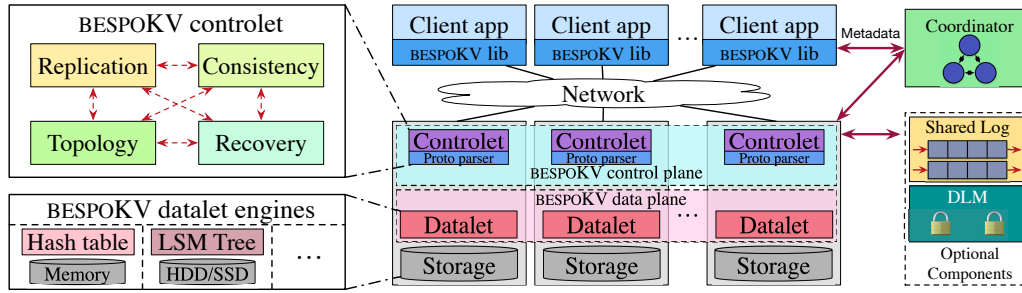 BESPOKV controlet
Replication
Consistency
Topology
Recovery
BESPOKV datalet engines
Hash table
LSM Tree
...
Memory
HDD/SSD
Client app
Client app
...
Client app
BESPOKV lib
BESPOKV lib
BESPOKV lib
Metadata
Network
Controlet
Controlet
Controlet
Proto parser
Proto parser
Proto parser
BESPOKV control plane
BESPOKV data plane
...
Datalet
Datalet
Datalet
Storage
Storage
Storage
Coordinator
Shared Log
DLM
Optional
Components